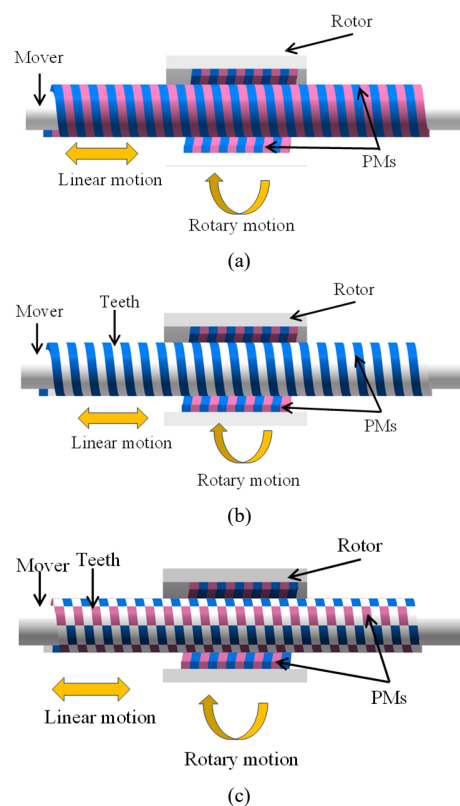 Rotor
Mover
PMs
Linear motion
Rotary motion
(a)
Teeth
Mover
Rotor
PMs
Linear motion
Rotary motion
(b)
Rotor
Mover
Teeth
PMs
Linear motion
Rotary motion
(c)